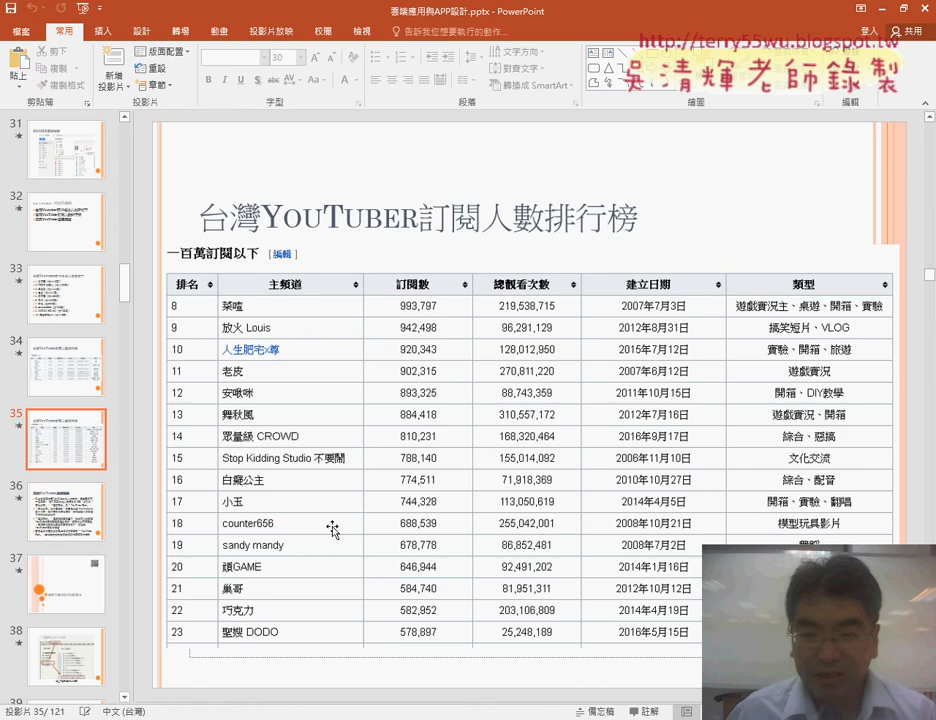 雲端應用與APP設計.pptx - PowerPoint
檔案 常用 插入 設計 轉場 動畫 投影片放映 校閱 檢視 告訴我您想要執行的動作... 登入 共用
http://terry55wu.blogspot.tw
吳清輝老師錄製
貼上 剪下 複製 複製格式 新增投影片 版面配置 重設 章節 30 文字方向 對齊文字 轉換成 SmartArt
剪貼簿 投影片 字型 段落 繪圖 編輯
31
32
33
34
35
36
37
38
台灣YOUTUBER訂閱人數排行榜
一百萬訂閱以下 [編輯]
排名 主頻道 訂閱數 總觀看次數 建立日期 類型
8 菜喳 993,797 219,538,715 2007年7月3日 遊戲實況主、桌遊、開箱、實驗
9 放火 Louis 942,498 96,291,129 2012年8月31日 搞笑短片、VLOG
10 人生肥宅x尊 920,343 128,012,950 2015年7月12日 實驗、開箱、旅遊
11 老皮 902,315 270,811,220 2007年6月12日 遊戲實況
12 安啾咪 893,325 88,743,359 2011年10月15日 開箱、DIY教學
13 舞秋風 884,418 310,557,172 2012年7月16日 遊戲實況、開箱
14 眾量級 CROWD 810,231 168,320,464 2016年9月17日 綜合、惡搞
15 Stop Kidding Studio 不要鬧 788,140 155,014,092 2006年11月10日 文化交流
16 白癡公主 774,511 71,918,369 2010年10月27日 綜合、配音
17 小玉 744,328 113,050,619 2014年4月5日 開箱、實驗、翻唱
18 counter656 688,539 255,042,001 2008年10月21日 模型玩具影片
19 sandy mandy 678,778 86,852,481 2008年7月2日
20 頑GAME 646,944 92,491,202 2014年1月16日
21 巢哥 584,740 81,951,311 2012年10月12日
22 巧克力 582,952 203,106,809 2014年4月19日
23 聖嫂 DODO 578,897 25,248,189 2016年5月15日
投影片 35/121 中文 (台灣) 備忘稿 註解